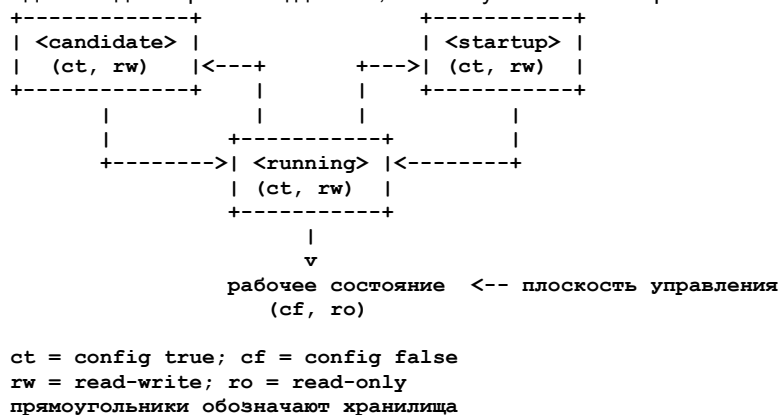 +-------------+                 +-----------+
| <candidate> |                 | <startup> |
|  (ct, rw)   |<---+       +--->| (ct, rw)  |
+-------------+    |       |    +-----------+
       |           |       |           |
       |         +-----------+         |
       +-------->| <running> |<--------+
                 | (ct, rw)  |
                 +-----------+
                       |
                       v
                рабочее состояние  <-- плоскость управления
                    (cf, ro)
ct = config true; cf = config false
rw = read-write; ro = read-only
прямоугольники обозначают хранилища